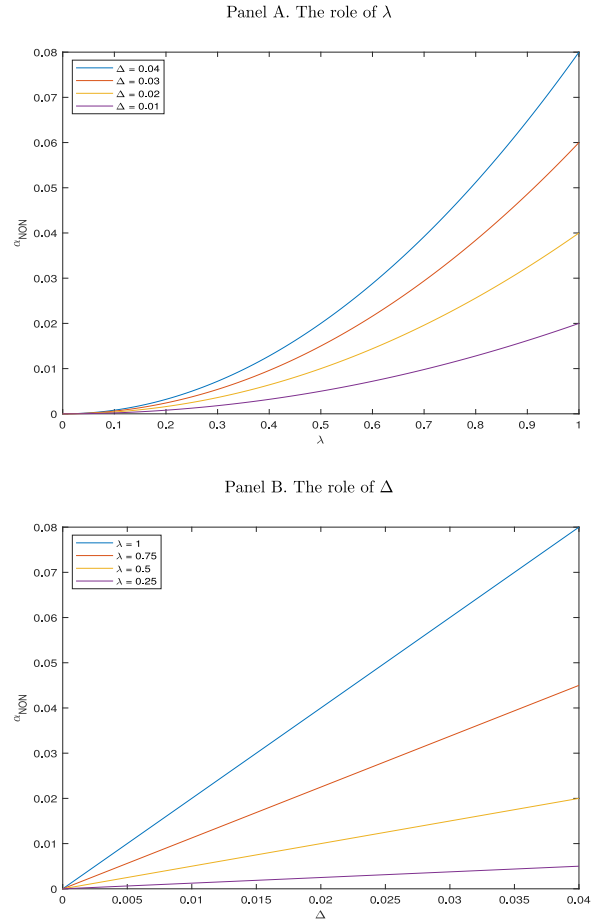 Panel A. The role of λ
0.08
0.07
0.06
0.05
0.04
0.03
0.02
0.01
0
α_NON
Δ = 0.04
Δ = 0.03
Δ = 0.02
Δ = 0.01
0 0.1 0.2 0.3 0.4 0.5 0.6 0.7 0.8 0.9 1
λ
Panel B. The role of Δ
0.08
0.07
0.06
0.05
0.04
0.03
0.02
0.01
0
α_NON
λ = 1
λ = 0.75
λ = 0.5
λ = 0.25
0 0.005 0.01 0.015 0.02 0.025 0.03 0.035 0.04
Δ